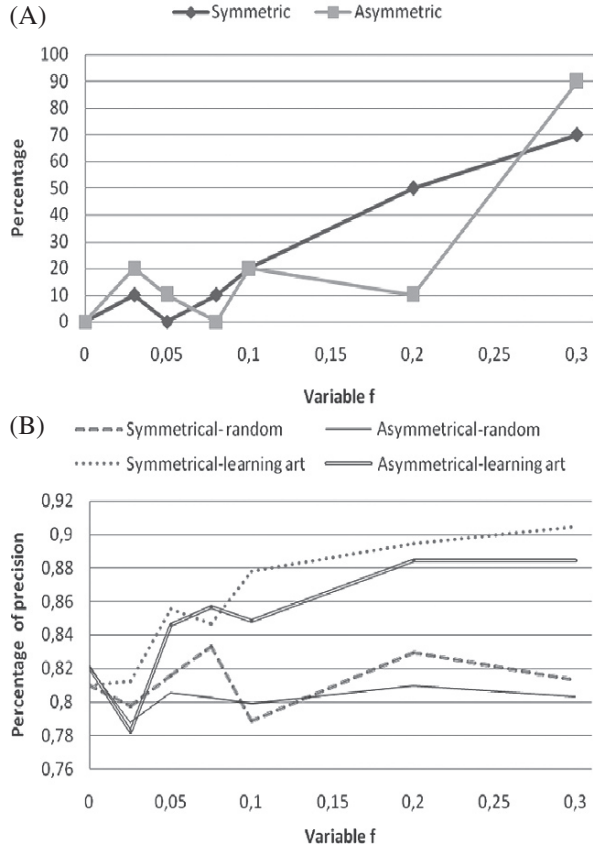 (A)
Symmetric Asymmetric
100
90
80
70
60
50
40
30
20
10
0
Percentage
0 0,05 0,1 0,15 0,2 0,25 0,3
Variable f
(B)
Symmetrical-random Asymmetrical-random
Symmetrical-learning art Asymmetrical-learning art
0,92
0,9
0,88
0,86
0,84
0,82
0,8
0,78
0,76
Percentage of precision
0 0,05 0,1 0,15 0,2 0,25 0,3
Variable f